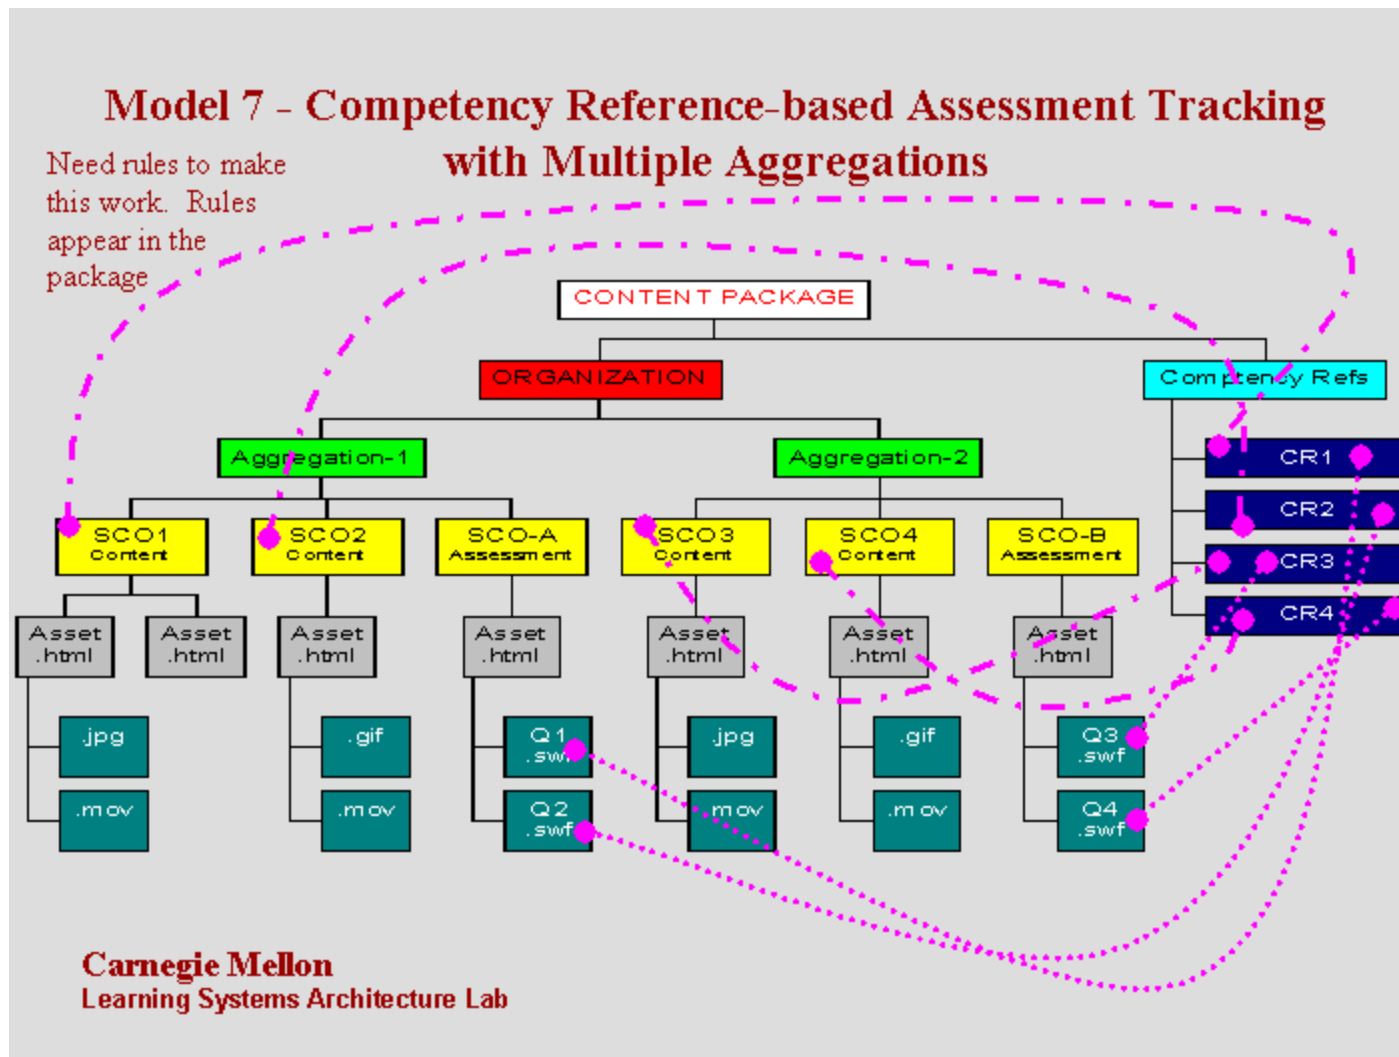 Model 7 - Competency Reference-based Assessment Tracking
with Multiple Aggregations
Need rules to make
this work.  Rules
appear in the
package
CONTENT PACKAGE
ORGANIZATION
Comptency Refs
Aggregation-1
Aggregation-2
CR1
CR2
CR3
CR4
SCO1
Content
SCO2
Content
SCO-A
Assessment
SCO3
Content
SCO4
Content
SCO-B
Assessment
Asset
.html
Asset
.html
Asset
.html
Asset
.html
Asset
.html
Asset
.html
Asset
.html
.jpg
.gif
Q1
.swf
.jpg
.gif
Q3
.swf
.mov
.mov
Q2
.swf
.mov
.mov
Q4
.swf
Carnegie Mellon
Learning Systems Architecture Lab